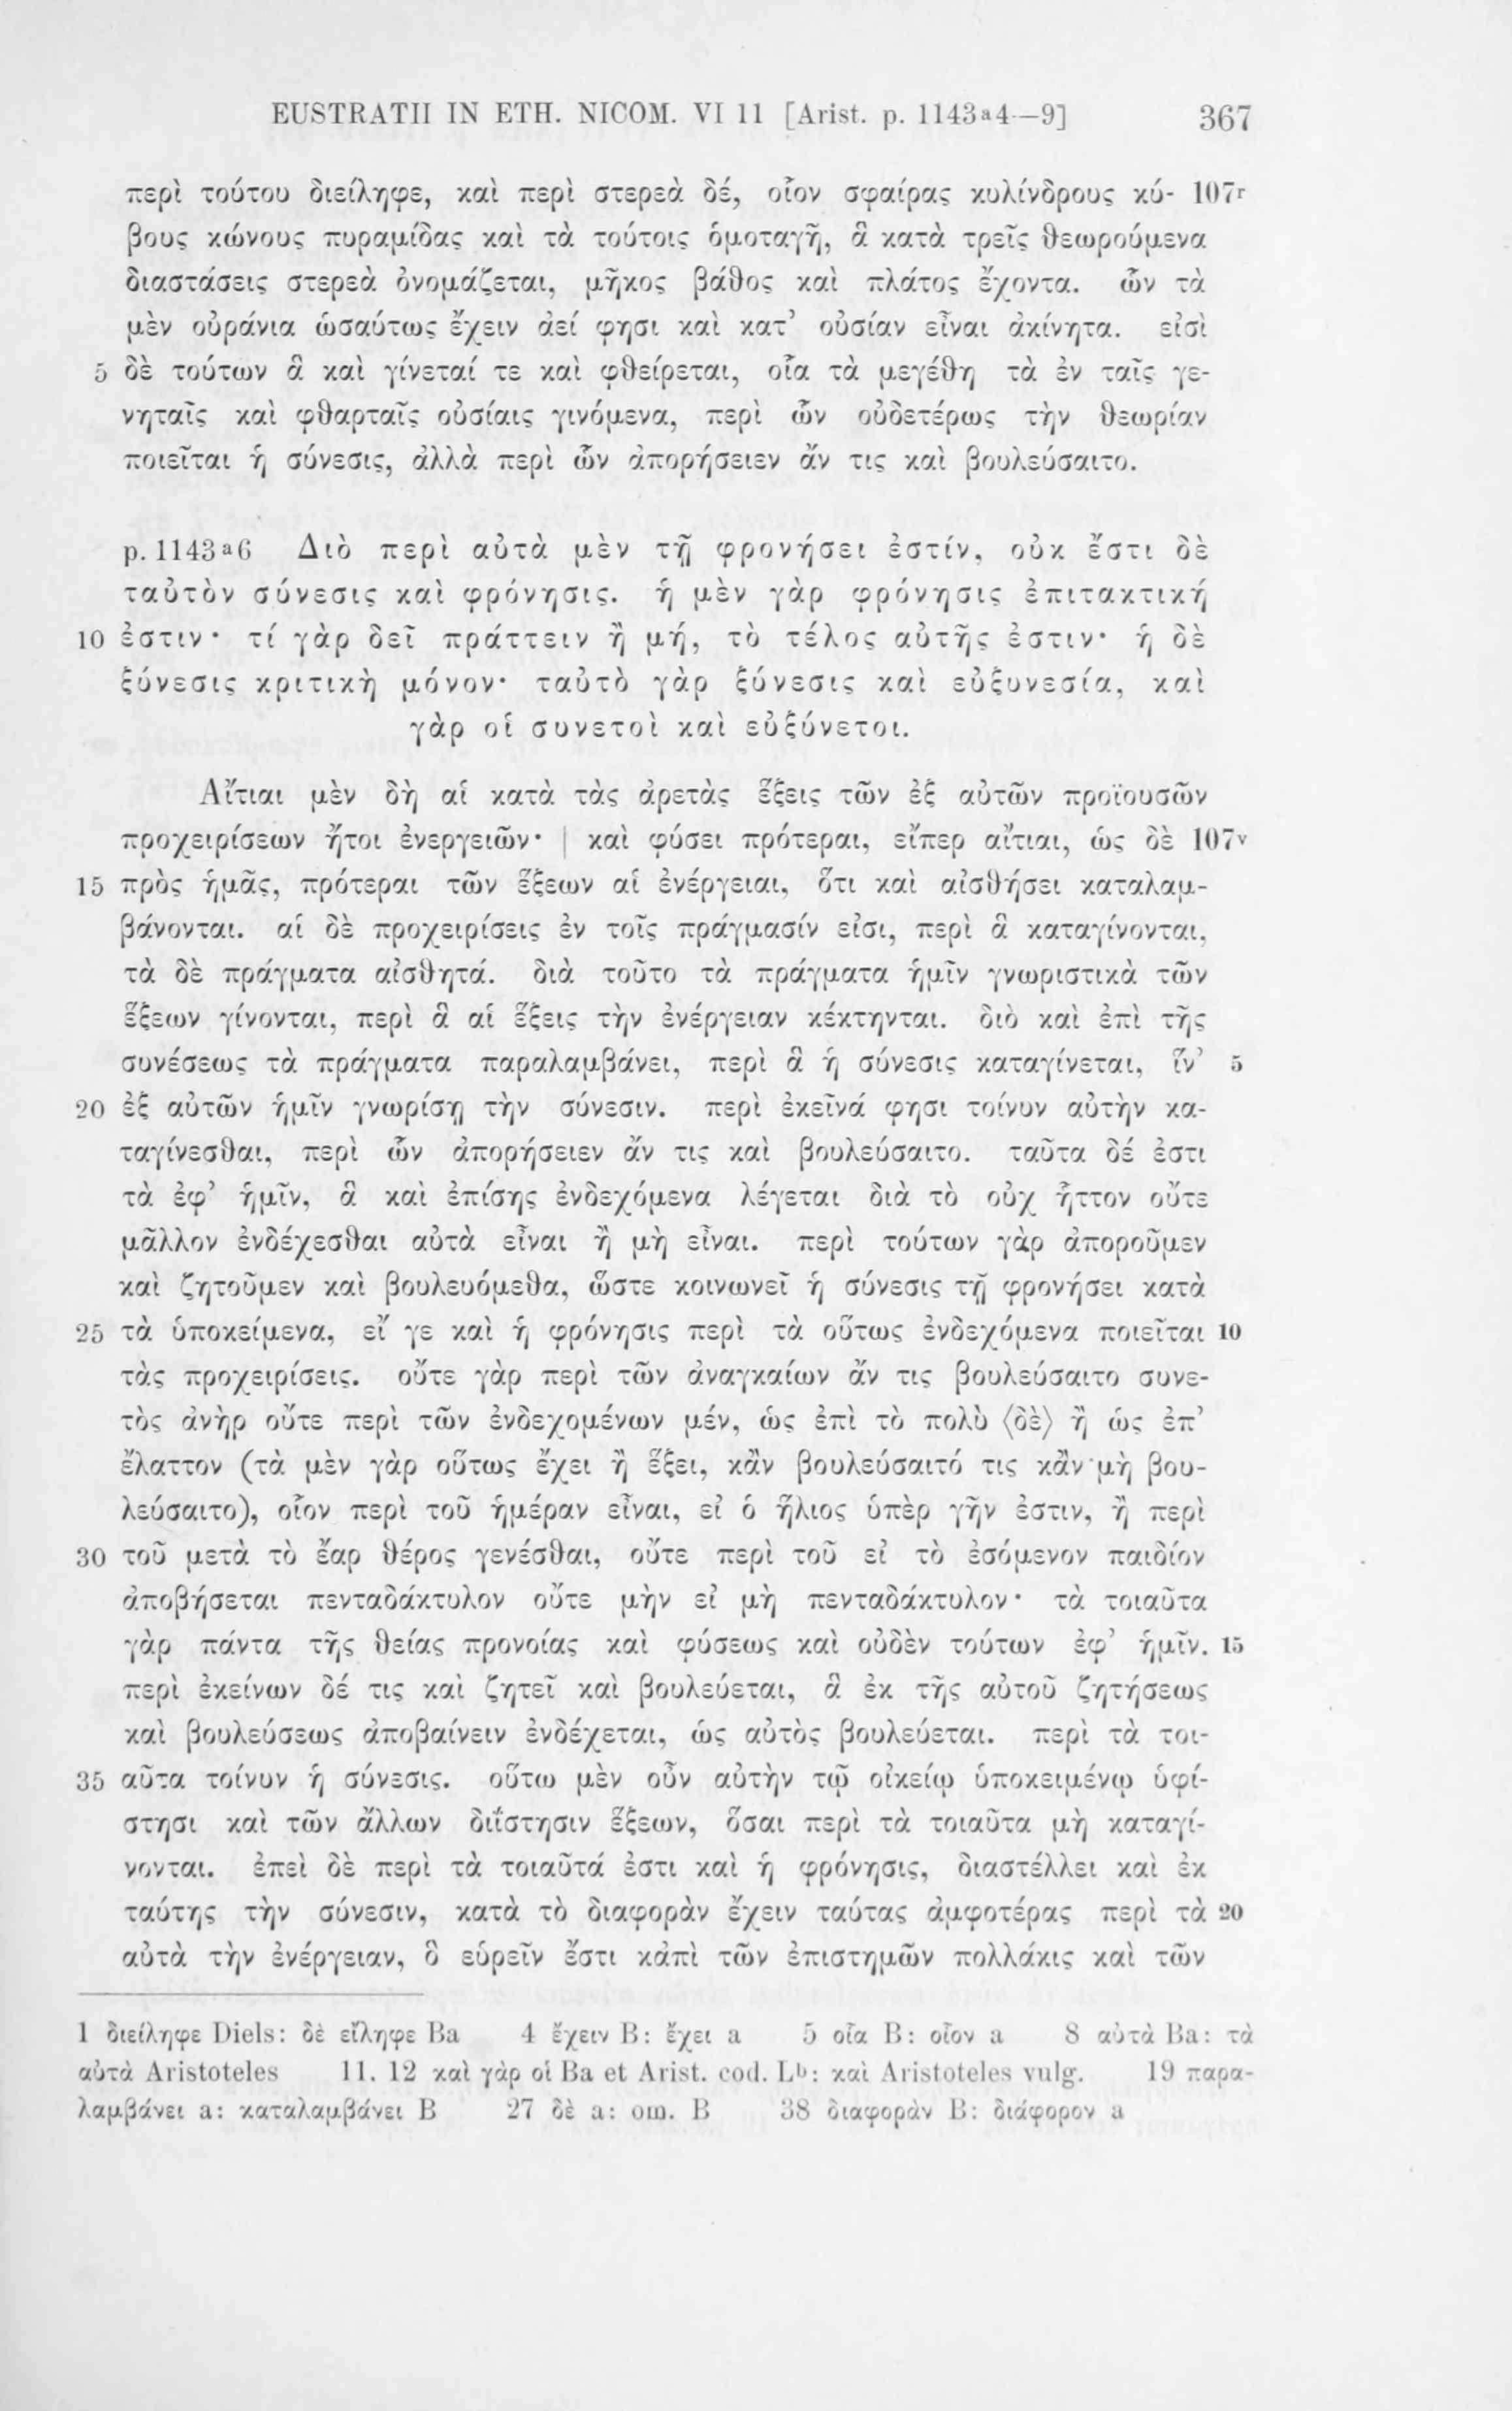 EUSTRATII IN ETH. NICOM. VI 11 [Arist. p. 1143ᵃ4—9] 367
περὶ τούτου διείληφε, καὶ περὶ στερεὰ δέ, οἷον σφαίρας κυλίνδρους κύ- 107ʳ
βους κώνους πυραμίδας καὶ τὰ τούτοις ὁμοταγῆ, ἃ κατὰ τρεῖς θεωρούμενα
διαστάσεις στερεὰ ὀνομάζεται, μῆκος βάθος καὶ πλάτος ἔχοντα. ὧν τὰ
μὲν οὐράνια ὡσαύτως ἔχειν ἀεί φησι καὶ κατ’ οὐσίαν εἶναι ἀκίνητα. εἰσὶ
5 δὲ τούτων ἃ καὶ γίνεταί τε καὶ φθείρεται, οἷα τὰ μεγέθη τὰ ἐν ταῖς γε-
νηταῖς καὶ φθαρταῖς οὐσίαις γινόμενα, περὶ ὧν οὐδετέρως τὴν θεωρίαν
ποιεῖται ἡ σύνεσις, ἀλλὰ περὶ ὧν ἀπορήσειεν ἄν τις καὶ βουλεύσαιτο.
p. 1143ᵃ6 Διὸ περὶ αὐτὰ μὲν τῇ φρονήσει ἐστίν, οὐκ ἔστι δὲ
ταὐτὸν σύνεσις καὶ φρόνησις. ἡ μὲν γὰρ φρόνησις ἐπιτακτική
10 ἐστιν· τί γὰρ δεῖ πράττειν ἢ μή, τὸ τέλος αὐτῆς ἐστιν· ἡ δὲ
ξύνεσις κριτικὴ μόνον· ταὐτὸ γὰρ ξύνεσις καὶ εὐξυνεσία, καὶ
γὰρ οἱ συνετοὶ καὶ εὐξύνετοι.
Αἴτιαι μὲν δὴ αἱ κατὰ τὰς ἀρετὰς ἕξεις τῶν ἐξ αὐτῶν προϊουσῶν
προχειρίσεων ἤτοι ἐνεργειῶν· | καὶ φύσει πρότεραι, εἴπερ αἴτιαι, ὡς δὲ 107ᵛ
15 πρὸς ἡμᾶς, πρότεραι τῶν ἕξεων αἱ ἐνέργειαι, ὅτι καὶ αἰσθήσει καταλαμ-
βάνονται. αἱ δὲ προχειρίσεις ἐν τοῖς πράγμασίν εἰσι, περὶ ἃ καταγίνονται,
τὰ δὲ πράγματα αἰσθητά. διὰ τοῦτο τὰ πράγματα ἡμῖν γνωριστικὰ τῶν
ἕξεων γίνονται, περὶ ἃ αἱ ἕξεις τὴν ἐνέργειαν κέκτηνται. διὸ καὶ ἐπὶ τῆς
συνέσεως τὰ πράγματα παραλαμβάνει, περὶ ἃ ἡ σύνεσις καταγίνεται, ἵν’ 5
20 ἐξ αὐτῶν ἡμῖν γνωρίσῃ τὴν σύνεσιν. περὶ ἐκεῖνά φησι τοίνυν αὐτὴν κα-
ταγίνεσθαι, περὶ ὧν ἀπορήσειεν ἄν τις καὶ βουλεύσαιτο. ταῦτα δέ ἐστι
τὰ ἐφ’ ἡμῖν, ἃ καὶ ἐπίσης ἐνδεχόμενα λέγεται διὰ τὸ οὐχ ἧττον οὔτε
μᾶλλον ἐνδέχεσθαι αὐτὰ εἶναι ἢ μὴ εἶναι. περὶ τούτων γὰρ ἀποροῦμεν
καὶ ζητοῦμεν καὶ βουλευόμεθα, ὥστε κοινωνεῖ ἡ σύνεσις τῇ φρονήσει κατὰ
25 τὰ ὑποκείμενα, εἴ γε καὶ ἡ φρόνησις περὶ τὰ οὕτως ἐνδεχόμενα ποιεῖται 10
τὰς προχειρίσεις. οὔτε γὰρ περὶ τῶν ἀναγκαίων ἄν τις βουλεύσαιτο συνε-
τὸς ἀνὴρ οὔτε περὶ τῶν ἐνδεχομένων μέν, ὡς ἐπὶ τὸ πολὺ ⟨δὲ⟩ ἢ ὡς ἐπ’
ἔλαττον (τὰ μὲν γὰρ οὕτως ἔχει ἢ ἕξει, κἂν βουλεύσαιτό τις κἂν μὴ βου-
λεύσαιτο), οἷον περὶ τοῦ ἡμέραν εἶναι, εἰ ὁ ἥλιος ὑπὲρ γῆν ἐστιν, ἢ περὶ
30 τοῦ μετὰ τὸ ἔαρ θέρος γενέσθαι, οὔτε περὶ τοῦ εἰ τὸ ἐσόμενον παιδίον
ἀποβήσεται πενταδάκτυλον οὔτε μὴν εἰ μὴ πενταδάκτυλον· τὰ τοιαῦτα
γὰρ πάντα τῆς θείας προνοίας καὶ φύσεως καὶ οὐδὲν τούτων ἐφ’ ἡμῖν. 15
περὶ ἐκείνων δέ τις καὶ ζητεῖ καὶ βουλεύεται, ἃ ἐκ τῆς αὐτοῦ ζητήσεως
καὶ βουλεύσεως ἀποβαίνειν ἐνδέχεται, ὡς αὐτὸς βουλεύεται. περὶ τὰ τοι-
35 αῦτα τοίνυν ἡ σύνεσις. οὕτω μὲν οὖν αὐτὴν τῷ οἰκείῳ ὑποκειμένῳ ὑφί-
στησι καὶ τῶν ἄλλων διΐστησιν ἕξεων, ὅσαι περὶ τὰ τοιαῦτα μὴ καταγί-
νονται. ἐπεὶ δὲ περὶ τὰ τοιαῦτά ἐστι καὶ ἡ φρόνησις, διαστέλλει καὶ ἐκ
ταύτης τὴν σύνεσιν, κατὰ τὸ διαφορὰν ἔχειν ταύτας ἀμφοτέρας περὶ τὰ 20
αὐτὰ τὴν ἐνέργειαν, ὃ εὑρεῖν ἔστι κἀπὶ τῶν ἐπιστημῶν πολλάκις καὶ τῶν
1 διείληφε Diels: δὲ εἴληφε Ba 4 ἔχειν B: ἔχει a 5 οἷα B: οἷον a 8 αὐτὰ Ba: τὰ
αὐτὰ Aristoteles 11. 12 καὶ γὰρ οἱ Ba et Arist. cod. Lᵇ: καὶ Aristoteles vulg. 19 παρα-
λαμβάνει a: καταλαμβάνει B 27 δὲ a: om. B 38 διαφορὰν B: διάφορον a